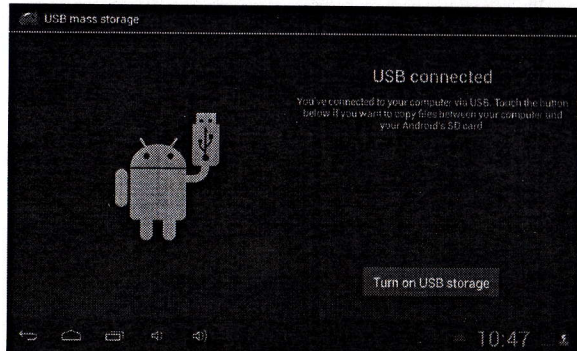 USB mass storage
USB connected
You've connected to your computer via USB. Touch the button
below if you want to copy files between your computer and
your Android's SD card
Turn on USB storage
10:47